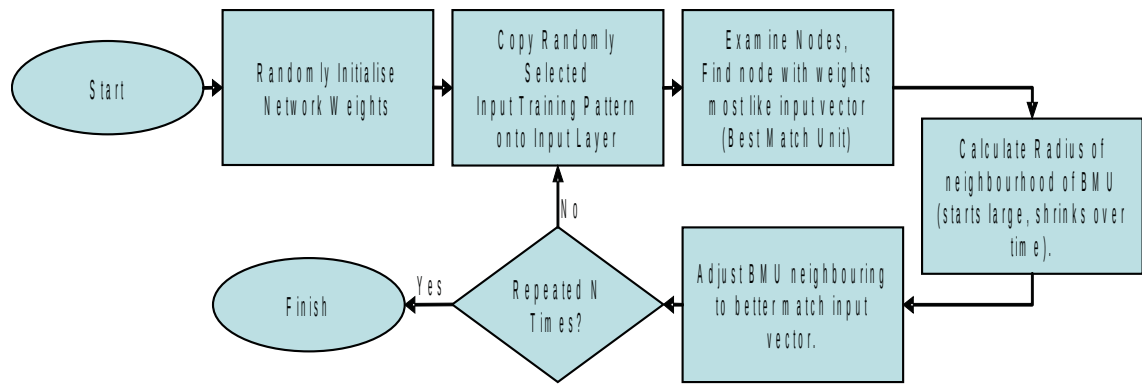 Start
Randomly Initialise
Network Weights
Copy Randomly
Selected
Input Training Pattern
onto Input Layer
Examine Nodes,
Find node with weights
most like input vector
(Best Match Unit)
Calculate Radius of
neighbourhood of BMU
(starts large, shrinks over
time).
Adjust BMU neighbouring
to better match input
vector.
Repeated N
Times?
No
Yes
Finish